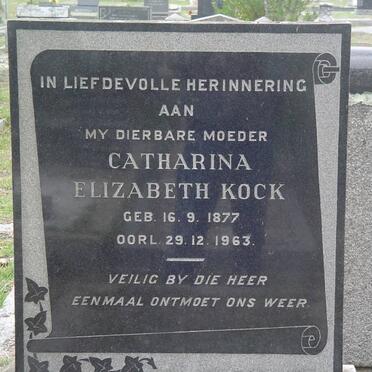 IN LIEFDEVOLLE HERINNERING
AAN
MY DIERBARE MOEDER
CATHARINA
ELIZABETH KOCK
GEB. 16. 9. 1877
OORL. 29. 12. 1963.
VEILIG BY DIE HEER
EENMAAL ONTMOET ONS WEER.